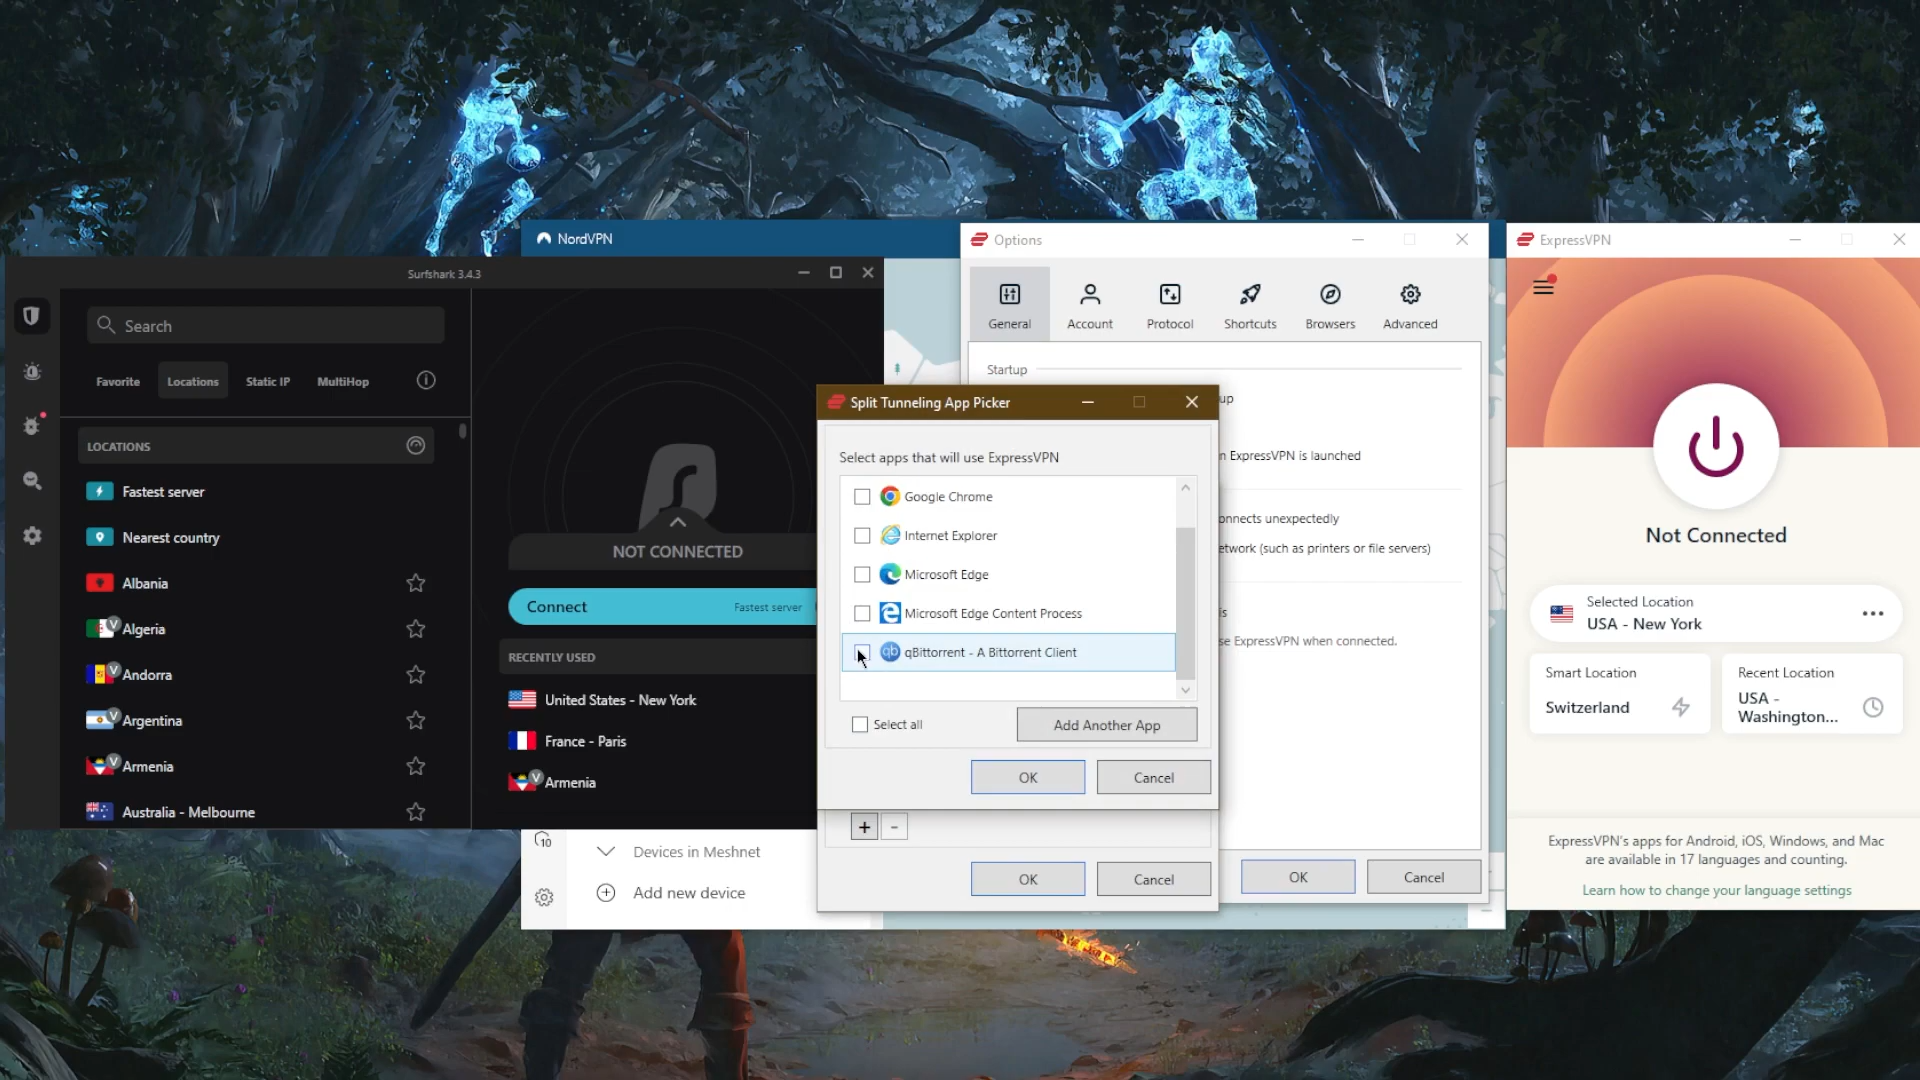 NordVPN
Surfshark 3.4.3
Search
Favorite
Locations
Static IP
MultiHop
LOCATIONS
Fastest server
Nearest country
Albania
V
Algeria
V
Andorra
V
Argentina
V
Armenia
Australia - Melbourne
NOT CONNECTED
Connect
Fastest server
RECENTLY USED
United States - New York
France - Paris
V
Armenia
10
Devices in Meshnet
Add new device
Options
General
Account
Protocol
Shortcuts
Browsers
Advanced
Startup
up
n ExpressVPN is launched
onnects unexpectedly
etwork (such as printers or file servers)
is
se ExpressVPN when connected.
OK
Cancel
Split Tunneling App Picker
Select apps that will use ExpressVPN
Google Chrome
Internet Explorer
Microsoft Edge
Microsoft Edge Content Process
qb
qBittorrent - A Bittorrent Client
Select all
Add Another App
OK
Cancel
+
-
OK
Cancel
ExpressVPN
Not Connected
Selected Location
USA - New York
Smart Location
Switzerland
Recent Location
USA -
Washington...
ExpressVPN's apps for Android, iOS, Windows, and Mac
are available in 17 languages and counting.
Learn how to change your language settings